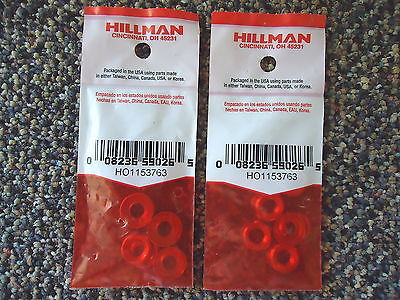 HILLMAN
CINCINNATI, OH 45231
Packaged in the USA using parts made
in either Taiwan, China, Canada, USA, or Korea.
Empacado en los estados unidos usando partes
hechas en Taiwan, China, Canada, EAU, Korea.
0 08236 55026 5
HO1153763
HILLMAN
CINCINNATI, OH 45231
Packaged in the USA using parts made
in either Taiwan, China, Canada, USA, or Korea.
Empacado en los estados unidos usando partes
hechas en Taiwan, China, Canada, EAU, Korea.
0 08236 55026 5
HO1153763